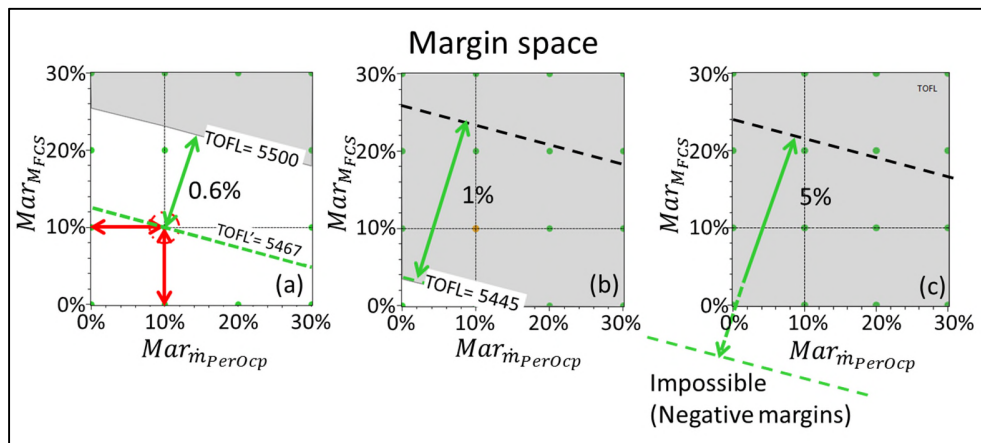 Margin space
30%
20%
10%
0%
0% 10% 20% 30%
Mar_{M_{FCS}}
Mar_{ṁ_{PerOcp}}
TOFL= 5500
0.6%
TOFL'= 5467
(a)
30%
20%
10%
0%
0% 10% 20% 30%
Mar_{M_{FCS}}
Mar_{ṁ_{PerOcp}}
1%
TOFL= 5445
(b)
30%
20%
10%
0%
0% 10% 20% 30%
Mar_{M_{FCS}}
Mar_{ṁ_{PerOcp}}
TOFL
5%
(c)
Impossible
(Negative margins)